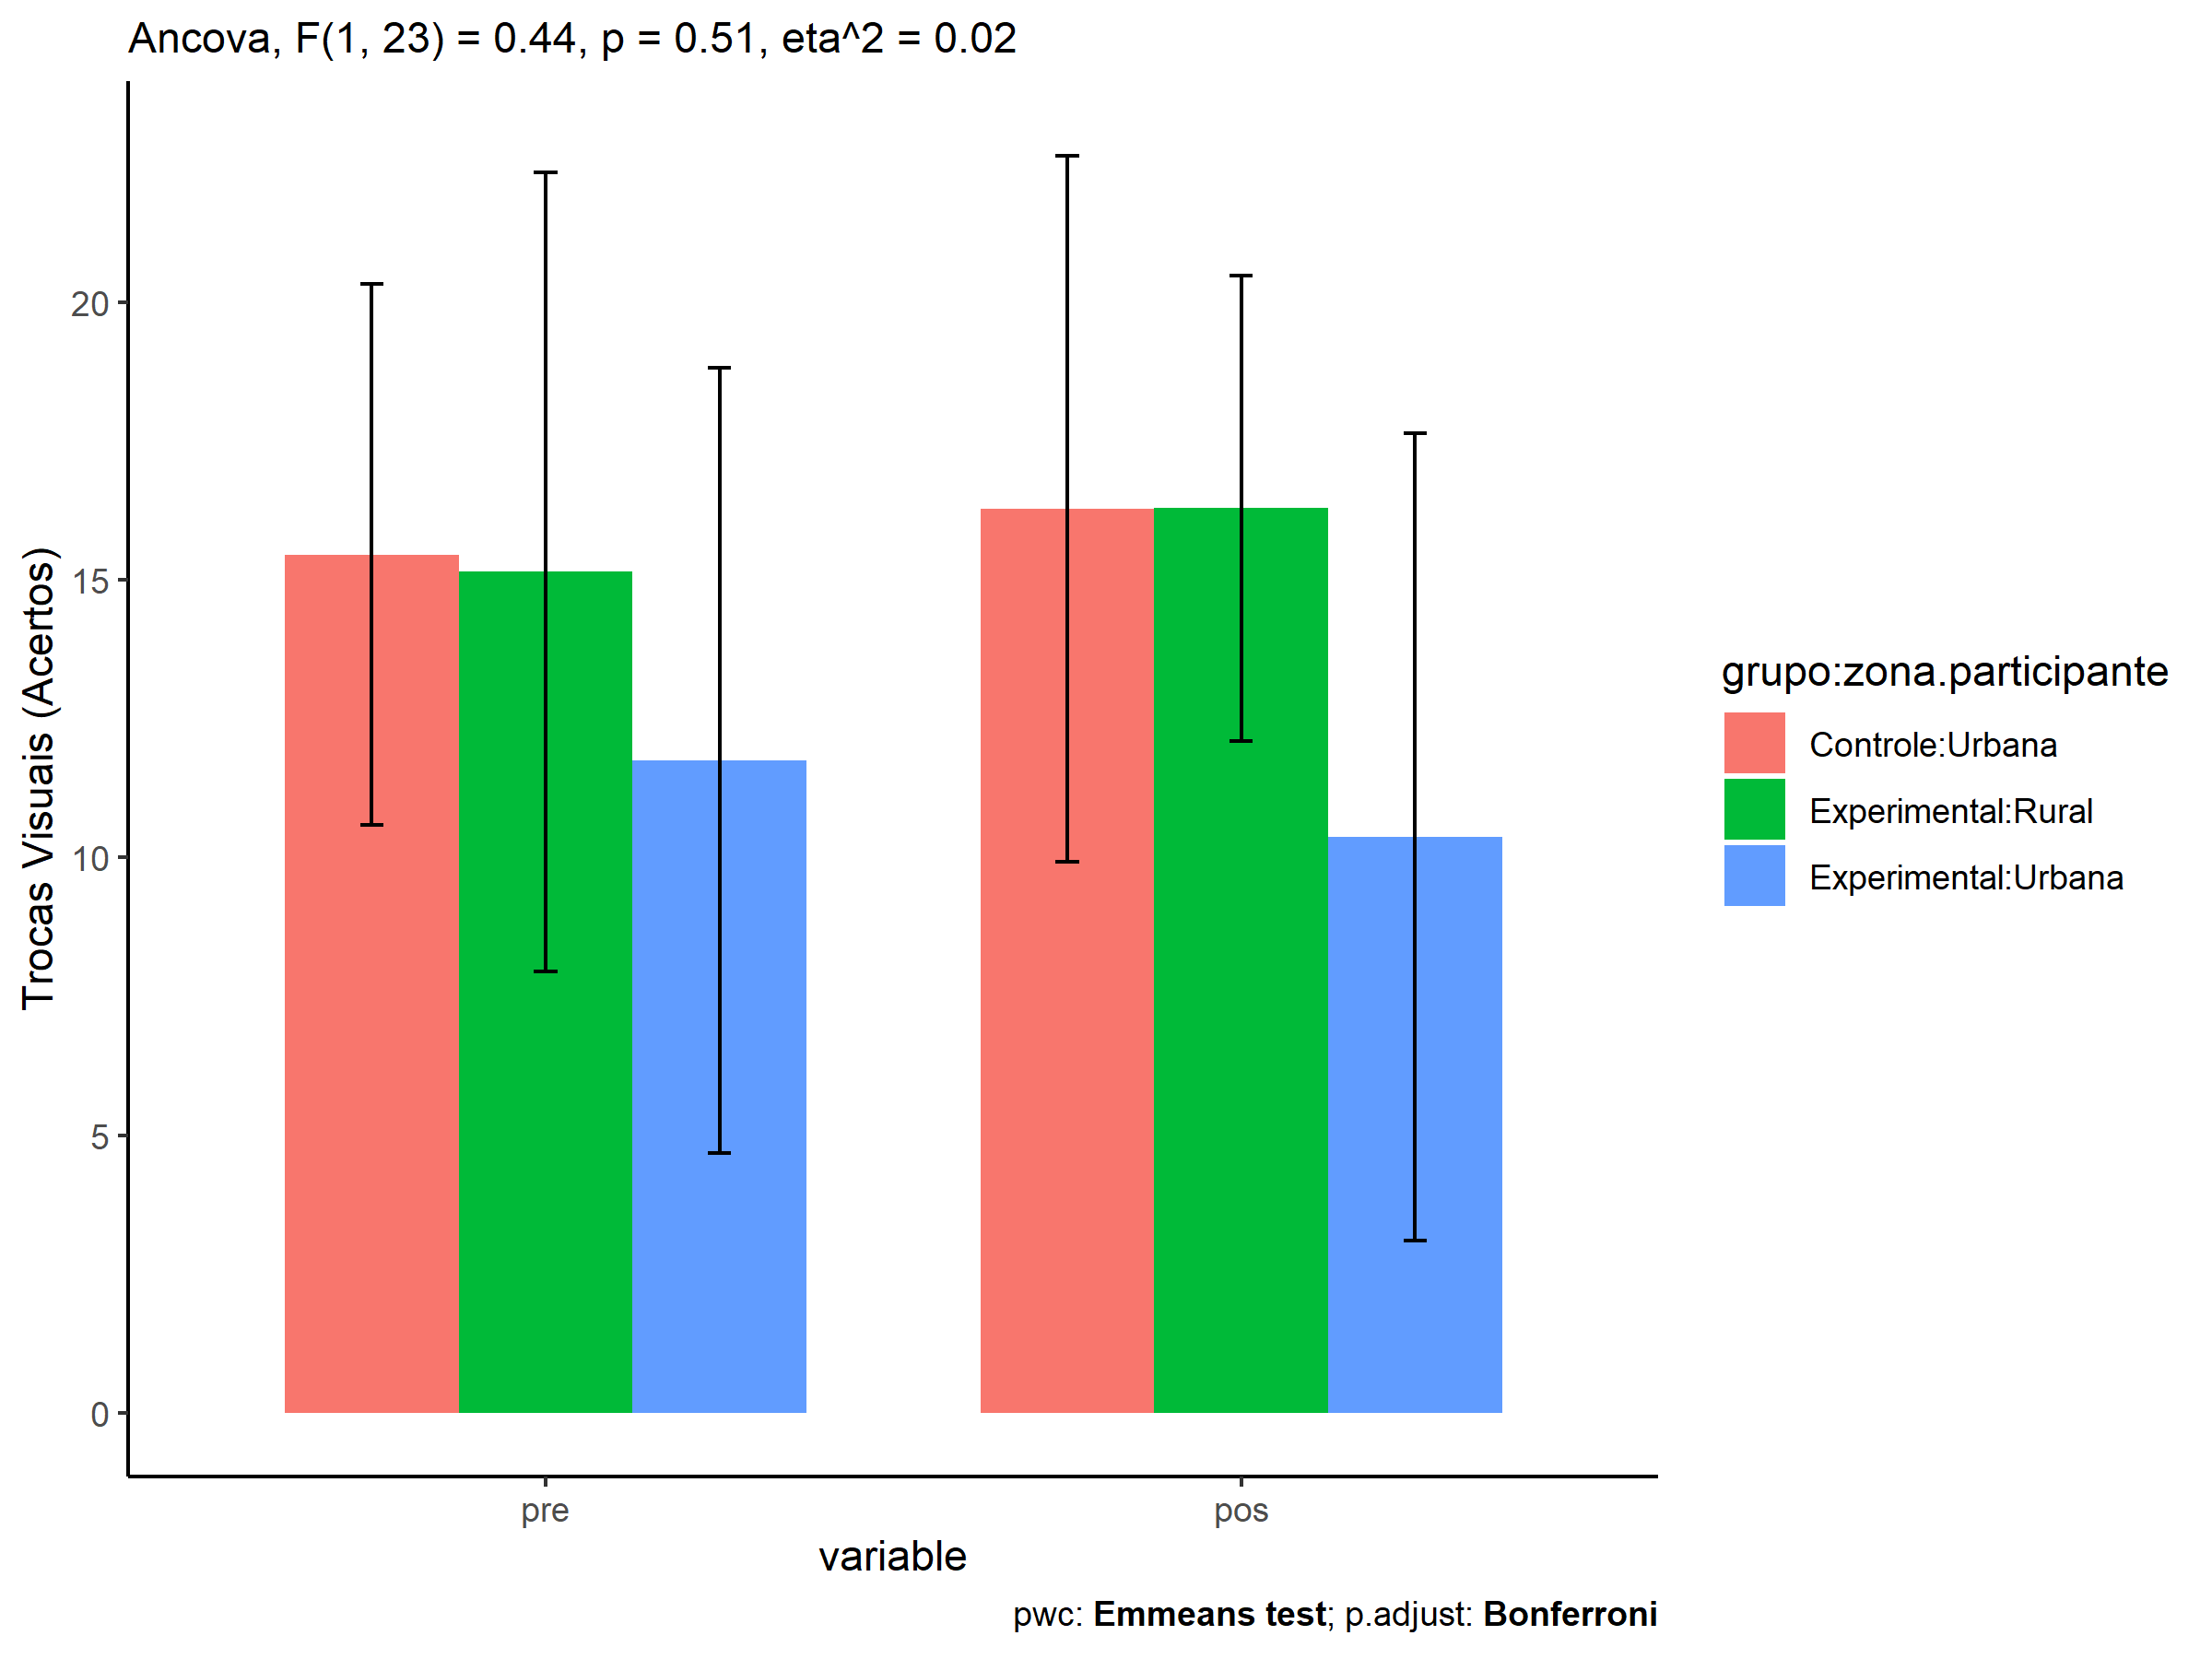 Ancova, F(1, 23) = 0.44, p = 0.51, eta^2 = 0.02
Trocas Visuais (Acertos)
20
15
10
5
0
pre
pos
variable
grupo:zona.participante
Controle:Urbana
Experimental:Rural
Experimental:Urbana
pwc: Emmeans test; p.adjust: Bonferroni